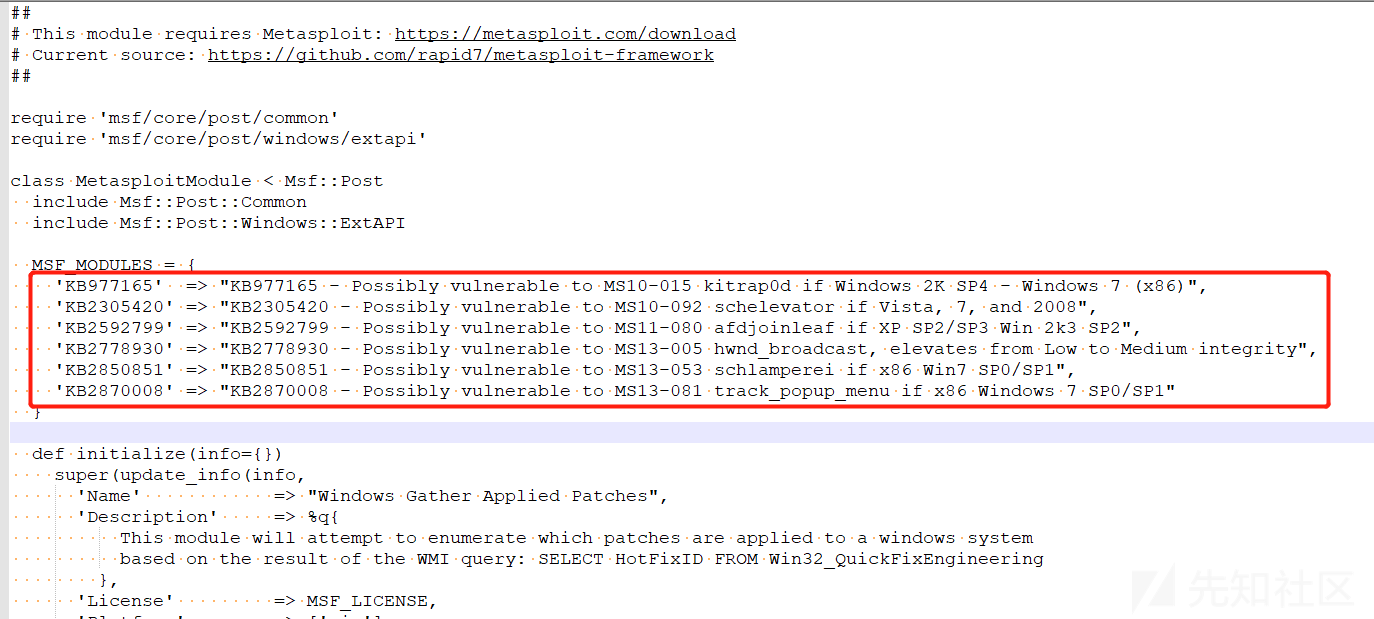 ##
# This module requires Metasploit: https://metasploit.com/download
# Current source: https://github.com/rapid7/metasploit-framework
##
require 'msf/core/post/common'
require 'msf/core/post/windows/extapi'
class MetasploitModule < Msf::Post
include Msf::Post::Common
include Msf::Post::Windows::ExtAPI
MSF_MODULES = {
'KB977165' => "KB977165 - Possibly vulnerable to MS10-015 kitrap0d if Windows 2K SP4 - Windows 7 (x86)",
'KB2305420' => "KB2305420 - Possibly vulnerable to MS10-092 schelevator if Vista, 7, and 2008",
'KB2592799' => "KB2592799 - Possibly vulnerable to MS11-080 afdjoinleaf if XP SP2/SP3 Win 2k3 SP2",
'KB2778930' => "KB2778930 - Possibly vulnerable to MS13-005 hwnd_broadcast, elevates from Low to Medium integrity",
'KB2850851' => "KB2850851 - Possibly vulnerable to MS13-053 schlamperei if x86 Win7 SP0/SP1",
'KB2870008' => "KB2870008 - Possibly vulnerable to MS13-081 track_popup_menu if x86 Windows 7 SP0/SP1"
}
def initialize(info={})
super(update_info(info,
'Name' => "Windows Gather Applied Patches",
'Description' => %q{
This module will attempt to enumerate which patches are applied to a windows system
based on the result of the WMI query: SELECT HotFixID FROM Win32_QuickFixEngineering
},
'License' => MSF_LICENSE,
先知社区